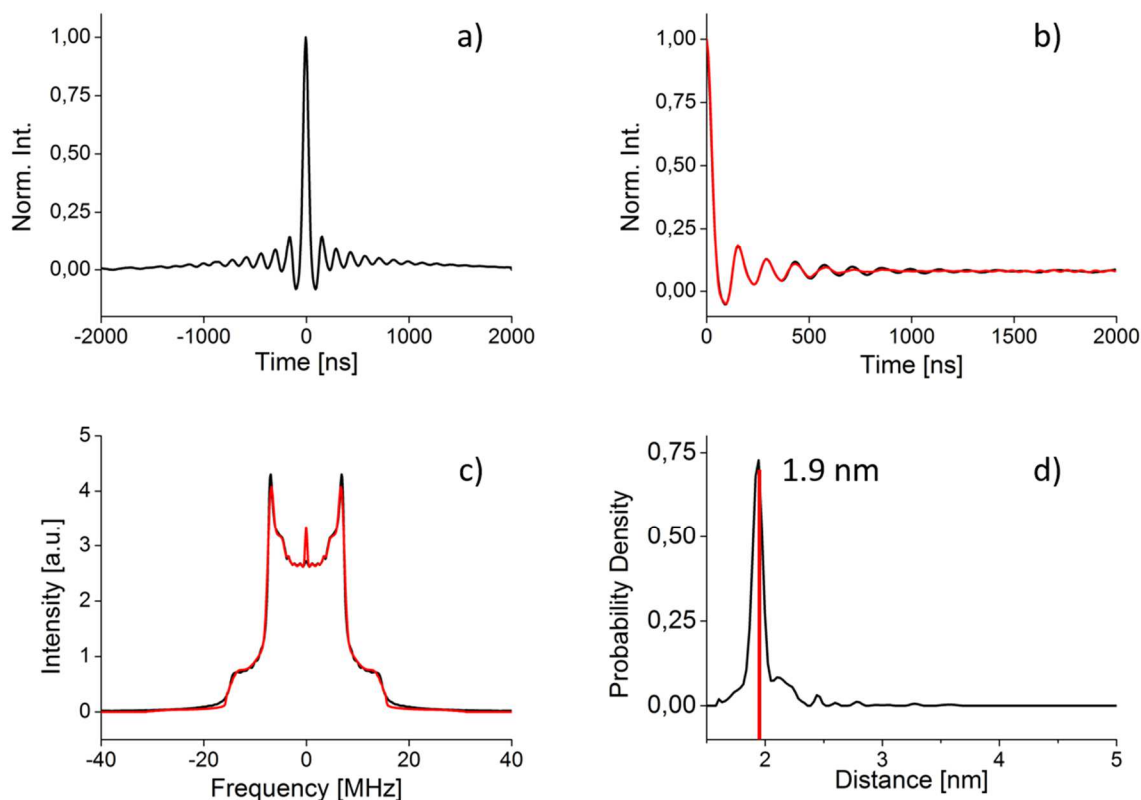 a)
1,00
0,75
0,50
0,25
0,00
Norm. Int.
-2000 -1000 0 1000 2000
Time [ns]
b)
1,00
0,75
0,50
0,25
0,00
Norm. Int.
0 500 1000 1500 2000
Time [ns]
c)
5
4
3
2
1
0
Intensity [a.u.]
-40 -20 0 20 40
Frequency [MHz]
d)
1.9 nm
0,75
0,50
0,25
0,00
Probability Density
2 3 4 5
Distance [nm]